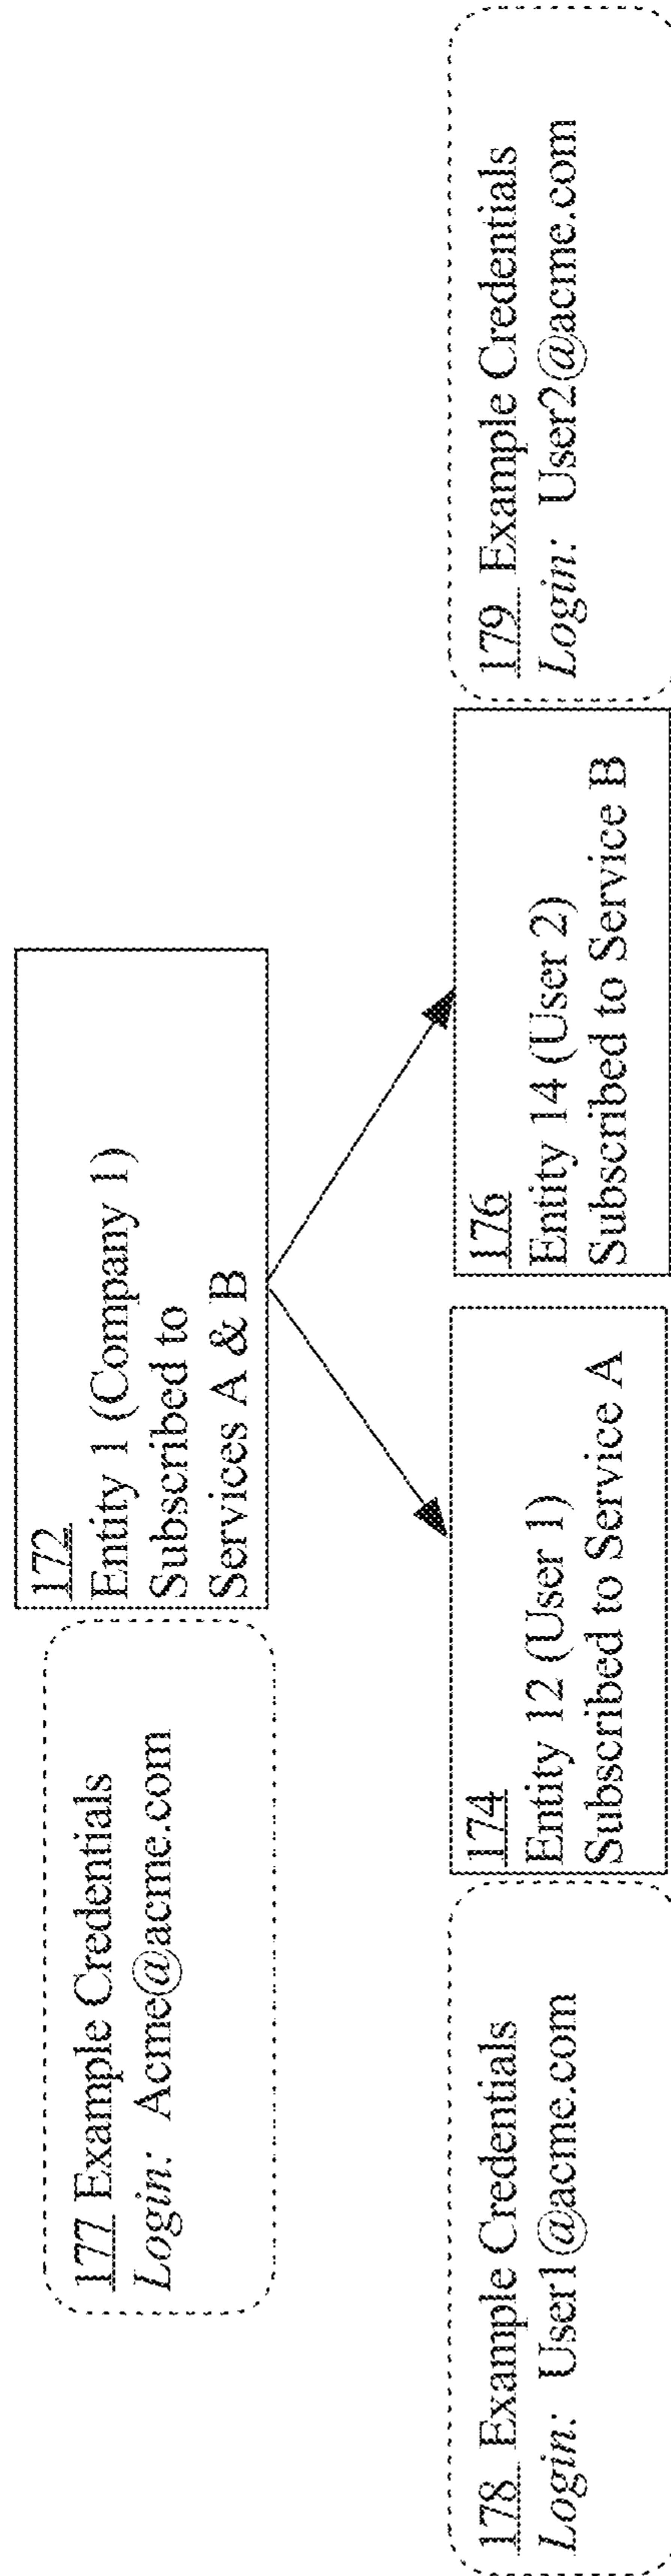 177 Example Credentials
Login: Acme@acme.com
172
Entity 1 (Company 1)
Subscribed to
Services A & B
178 Example Credentials
Login: User1@acme.com
174
Entity 12 (User 1)
Subscribed to Service A
176
Entity 14 (User 2)
Subscribed to Service B
179 Example Credentials
Login: User2@acme.com